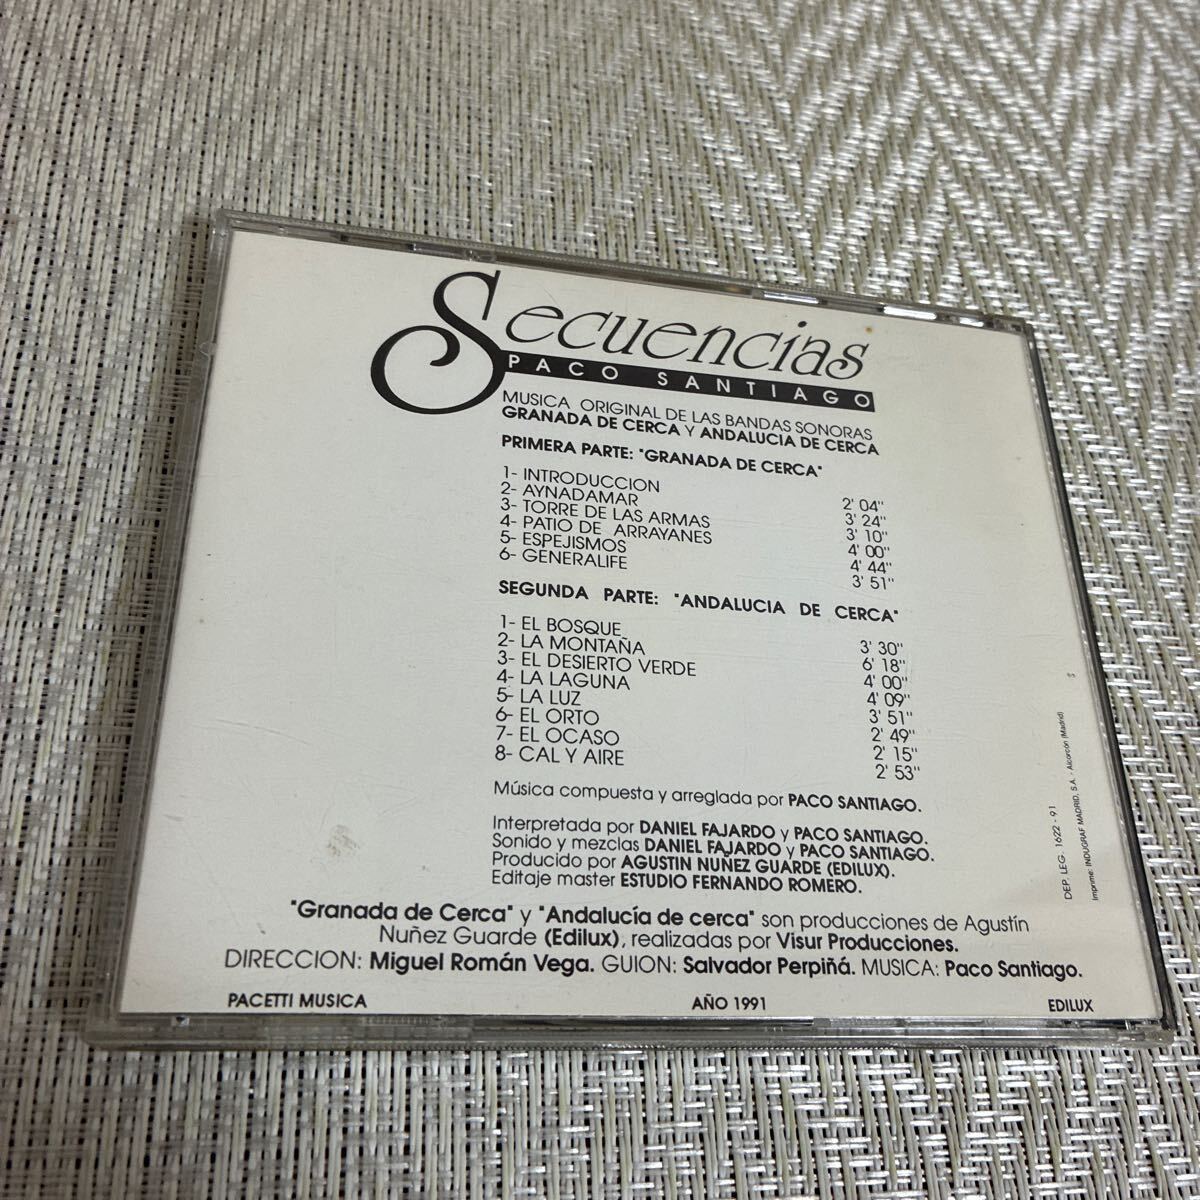 Secuencias
PACO SANTIAGO
MUSICA ORIGINAL DE LAS BANDAS SONORAS
GRANADA DE CERCA Y ANDALUCIA DE CERCA
PRIMERA PARTE: "GRANADA DE CERCA"
1- INTRODUCCION 2' 04"
2- AYNADAMAR 3' 24"
3- TORRE DE LAS ARMAS 3' 10"
4- PATIO DE ARRAYANES 4' 00"
5- ESPEJISMOS 4' 44"
6- GENERALIFE 3' 51"
SEGUNDA PARTE: "ANDALUCIA DE CERCA"
1- EL BOSQUE 3' 30"
2- LA MONTAÑA 6' 18"
3- EL DESIERTO VERDE 4' 00"
4- LA LAGUNA 4' 09"
5- LA LUZ 3' 51"
6- EL ORTO 2' 49"
7- EL OCASO 2' 15"
8- CAL Y AIRE 2' 53"
Música compuesta y arreglada por PACO SANTIAGO.
Interpretada por DANIEL FAJARDO y PACO SANTIAGO.
Sonido y mezclas DANIEL FAJARDO y PACO SANTIAGO.
Producido por AGUSTIN NUÑEZ GUARDE (EDILUX).
Editaje master ESTUDIO FERNANDO ROMERO.
"Granada de Cerca" y "Andalucía de cerca" son producciones de Agustín
Nuñez Guarde (Edilux), realizadas por Visur Producciones.
DIRECCION: Miguel Román Vega. GUION: Salvador Perpiñá. MUSICA: Paco Santiago.
PACETTI MUSICA AÑO 1991 EDILUX
DEP. LEG. 1622 - 91
Imprime: INDUGRAF MADRID, S.A. - Alcorcón (Madrid)